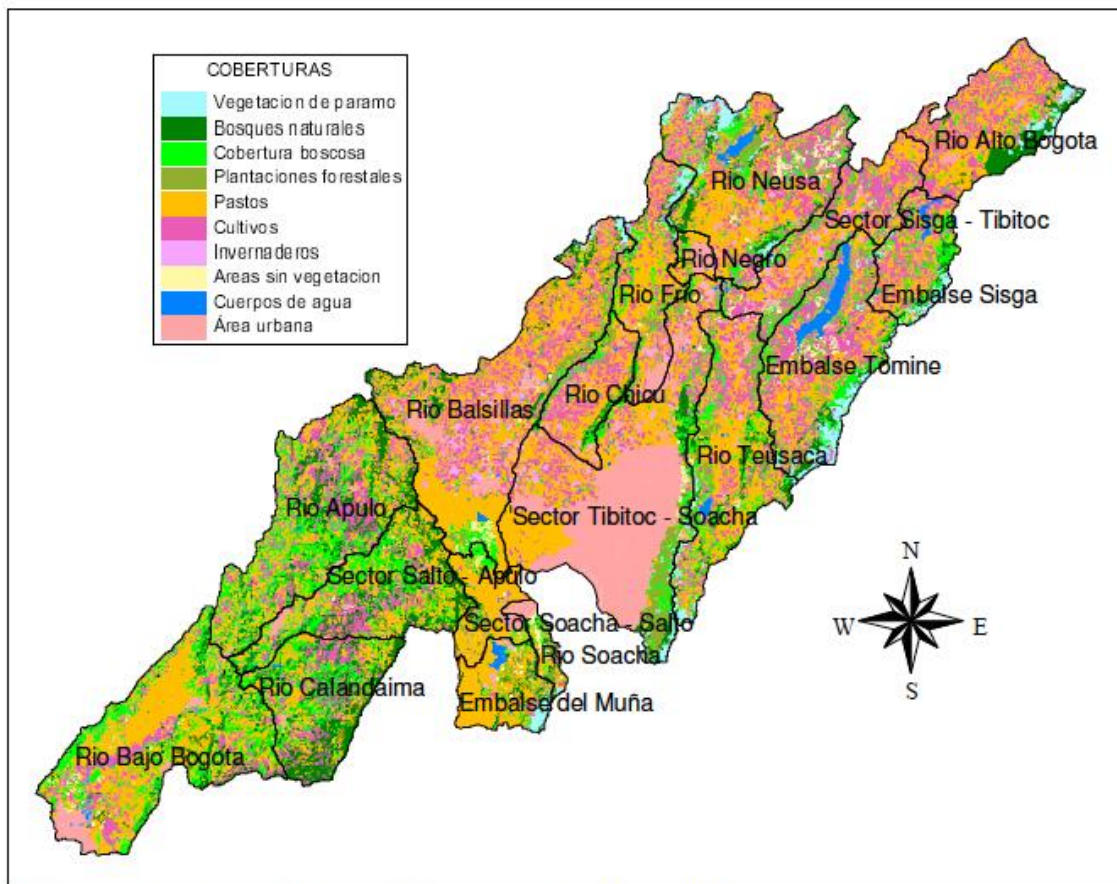 COBERTURAS
Vegetacion de paramo
Bosques naturales
Cobertura boscosa
Plantaciones forestales
Pastos
Cultivos
Invernaderos
Areas sin vegetacion
Cuerpos de agua
Área urbana
Rio Alto Bogota
Rio Neusa
Sector Sisga - Tibitoc
Rio Negro
Rio Frio
Embalse Sisga
Embalse Tomine
Rio Chicu
Rio Balsillas
Rio Teusaca
Rio Apulo
Sector Tibitoc - Soacha
Sector Salto - Apulo
Sector Soacha - Salto
Rio Soacha
Rio Calandaima
Embalse del Muña
Rio Bajo Bogota
N
W
E
S